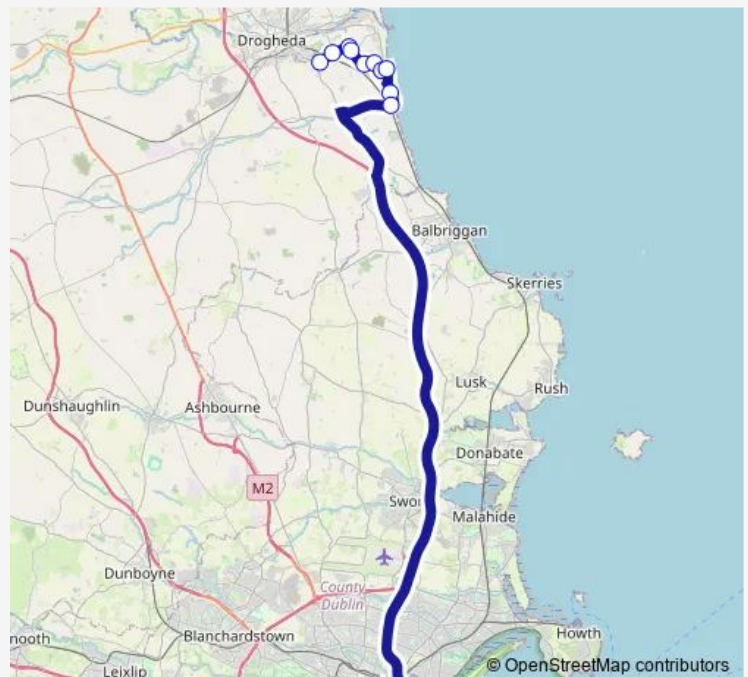 Drogheda
Balbriggan
Skerries
Lusk
Rush
Dunshaughlin
Ashbourne
Donabate
M2
Swor
Malahide
Dunboyne
County
Dublin
Blanchardstown
Howth
nooth
Leixlip
© OpenStreetMap contributors